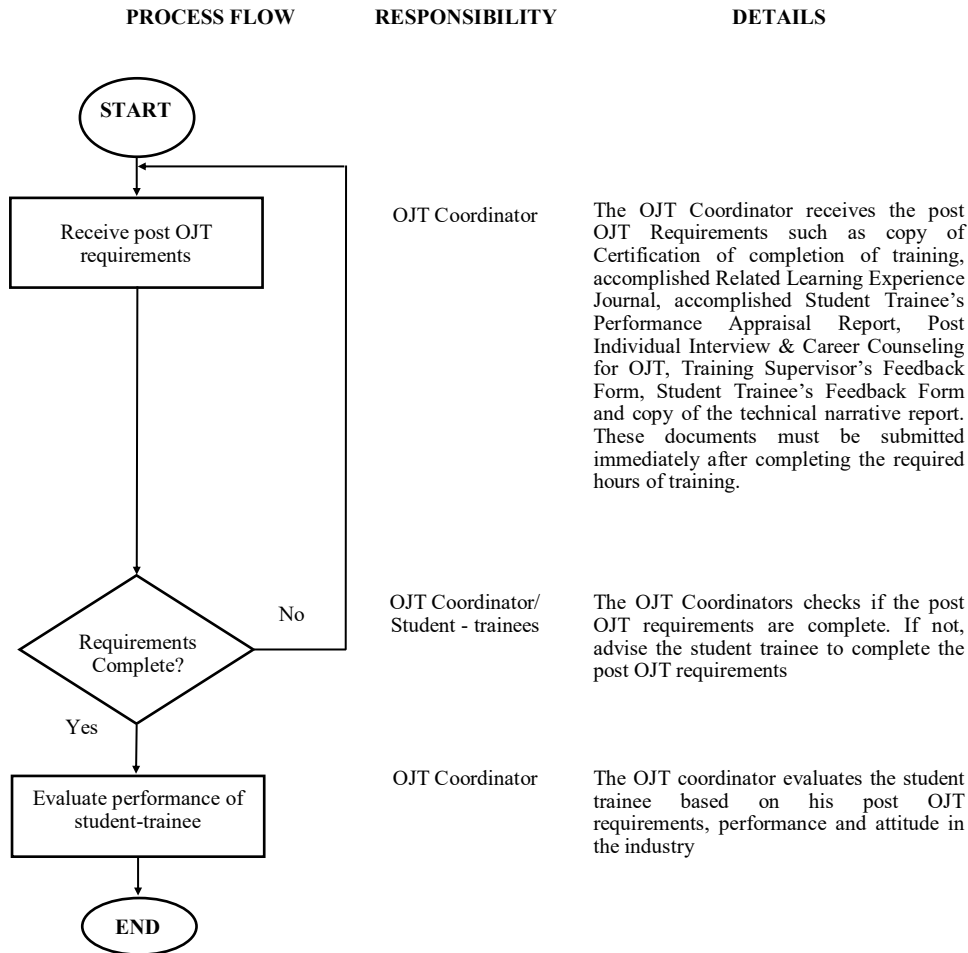 PROCESS FLOW RESPONSIBILITY DETAILS
START
Receive post OJT
requirements
OJT Coordinator
The OJT Coordinator receives the post
OJT Requirements such as copy of
Certification of completion of training,
accomplished Related Learning Experience
Journal, accomplished Student Trainee’s
Performance Appraisal Report, Post
Individual Interview & Career Counseling
for OJT, Training Supervisor’s Feedback
Form, Student Trainee’s Feedback Form
and copy of the technical narrative report.
These documents must be submitted
immediately after completing the required
hours of training.
Requirements
Complete?
No
Yes
OJT Coordinator/
Student - trainees
The OJT Coordinators checks if the post
OJT requirements are complete. If not,
advise the student trainee to complete the
post OJT requirements
Evaluate performance of
student-trainee
OJT Coordinator
The OJT coordinator evaluates the student
trainee based on his post OJT
requirements, performance and attitude in
the industry
END